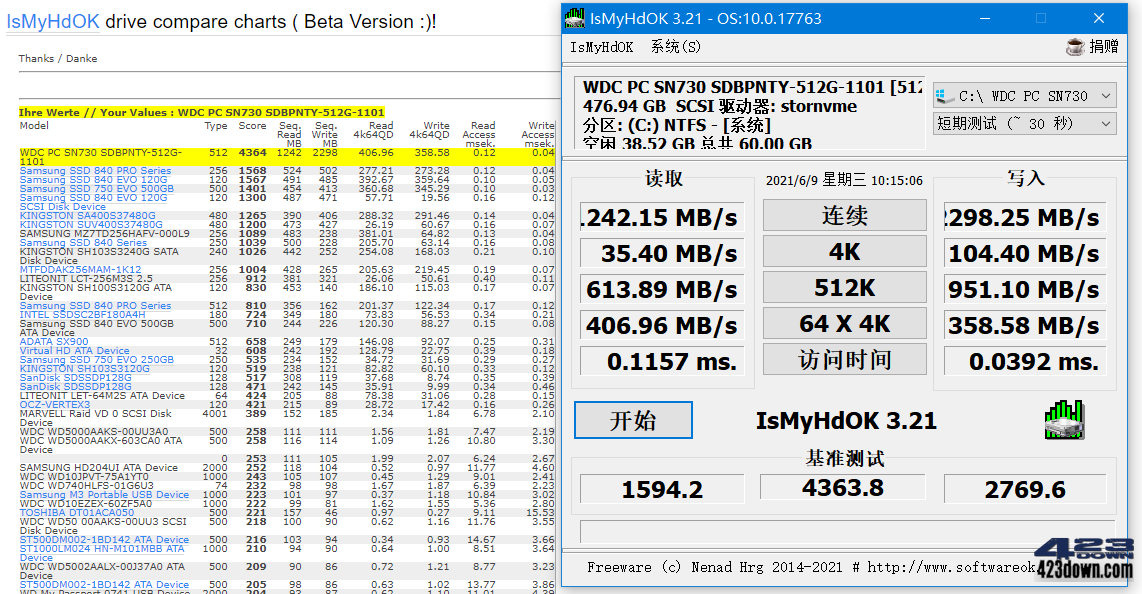 IsMyHdOK drive compare charts ( Beta Version :)!
Thanks / Danke
Ihre Werte // Your Values : WDC PC SN730 SDBPNTY-512G-1101
Model Type Score Seq. Read MB Seq. Write MB Read 4k64QD Write 4k64QD Read Access msek. Write Access msek.
WDC PC SN730 SDBPNTY-512G-1101 512 4364 1242 2298 406.96 358.58 0.12 0.04
Samsung SSD 840 PRO Series 256 1568 524 502 277.21 273.28 0.12 0.04
Samsung SSD 840 EVO 120G 120 1567 491 485 392.67 359.64 0.10 0.05
Samsung SSD 750 EVO 500GB 500 1401 454 413 360.68 345.29 0.10 0.03
Samsung SSD 840 EVO 120G SCSI Disk Device 120 1300 487 471 57.71 19.56 0.16 0.12
KINGSTON SA400S37480G 480 1265 390 406 288.32 291.46 0.14 0.04
KINGSTON SUV400S37480G 480 1200 473 427 26.19 60.67 0.16 0.07
SAMSUNG MZ7TD256HAFV-000L9 256 1089 483 238 381.01 64.82 0.13 0.04
Samsung SSD 840 Series 250 1039 500 228 205.70 63.14 0.16 0.08
KINGSTON SH103S3240G SATA Disk Device 240 1026 442 252 254.08 168.03 0.21 0.10
MTFDDAK256MAM-1K12 256 1004 428 265 205.63 219.45 0.19 0.07
LITEONIT LCT-256M3S 2.5 256 912 381 321 26.06 50.61 0.40 0.11
KINGSTON SH100S3120G ATA Device 120 830 453 140 186.10 115.03 0.17 0.07
Samsung SSD 840 PRO Series 512 810 356 162 201.37 122.34 0.17 0.12
INTEL SSDSC2BF180A4H 180 724 349 180 73.83 56.53 0.34 0.21
Samsung SSD 840 EVO 500GB ATA Device 500 710 244 226 120.30 88.27 0.15 0.08
ADATA SX900 512 658 249 179 146.08 92.07 0.25 0.31
Virtual HD ATA Device 32 608 242 192 128.79 22.75 0.39 0.18
Samsung SSD 750 EVO 250GB 250 535 234 152 34.72 31.69 0.29 0.27
KINGSTON SH103S3120G 120 519 238 121 82.82 60.10 0.33 0.12
SanDisk SDSSDP128G 128 517 308 119 37.68 8.74 0.35 0.39
SanDisk SDSSDP128G 128 471 242 145 35.91 9.99 0.34 0.46
LITEONIT LET-64M2S ATA Device 64 424 205 88 78.38 31.06 0.28 0.15
OCZ-VERTEX3 120 421 215 89 28.72 17.42 0.16 0.26
MARVELL Raid VD 0 SCSI Disk Device 4001 389 152 185 2.34 1.84 6.78 2.10
WDC WD5000AAKS-00UU3A0 500 258 111 111 1.56 1.81 7.47 2.19
WDC WD5000AAKX-603CA0 ATA Device 500 258 116 114 1.09 1.26 10.80 3.30
0 253 111 105 1.99 2.07 6.24 2.67
SAMSUNG HD204UI ATA Device 2000 252 118 104 0.52 0.97 11.77 4.60
WDC WD10JPVT-75A1YT0 1000 243 105 107 0.45 1.29 9.01 2.41
WDC WD740HLFS-01G6U3 74 232 98 98 1.67 1.87 6.39 2.23
Samsung M3 Portable USB Device 1000 223 101 97 0.37 1.18 10.84 3.02
WDC WD10EZEX-60ZF5A0 1000 222 99 81 1.62 1.55 5.36 2.80
TOSHIBA DT01ACA050 500 221 157 46 0.97 0.27 9.11 15.53
WDC WD50 00AAKS-00UU3 SCSI Disk Device 500 218 100 90 0.62 1.16 11.76 3.55
ST500DM002-1BD142 ATA Device 500 216 103 94 0.34 0.93 14.67 3.66
ST1000LM024 HN-M101MBB ATA Device 1000 210 94 90 0.64 1.00 8.51 3.64
WDC WD5002AALX-00J37A0 ATA Device 500 209 90 86 0.72 1.21 8.77 3.23
ST500DM002-1BD142 ATA Device 500 205 98 86 0.63 1.02 13.77 3.86
IsMyHdOK 3.21 - OS:10.0.17763
IsMyHdOK 系统(S) 捐赠
WDC PC SN730 SDBPNTY-512G-1101 [512
476.94 GB SCSI 驱动器: stornvme
分区: (C:) NTFS - [系统]
空闲 38.52 GB 总共 60.00 GB
C:\ WDC PC SN730
短期测试 (~ 30 秒)
读取 2021/6/9 星期三 10:15:06 写入
1242.15 MB/s 连续 2298.25 MB/s
35.40 MB/s 4K 104.40 MB/s
613.89 MB/s 512K 951.10 MB/s
406.96 MB/s 64 X 4K 358.58 MB/s
0.1157 ms. 访问时间 0.0392 ms.
开始 IsMyHdOK 3.21
基准测试
1594.2 4363.8 2769.6
Freeware (c) Nenad Hrg 2014-2021 # http://www.softwareok
423
DOWN
423down.com